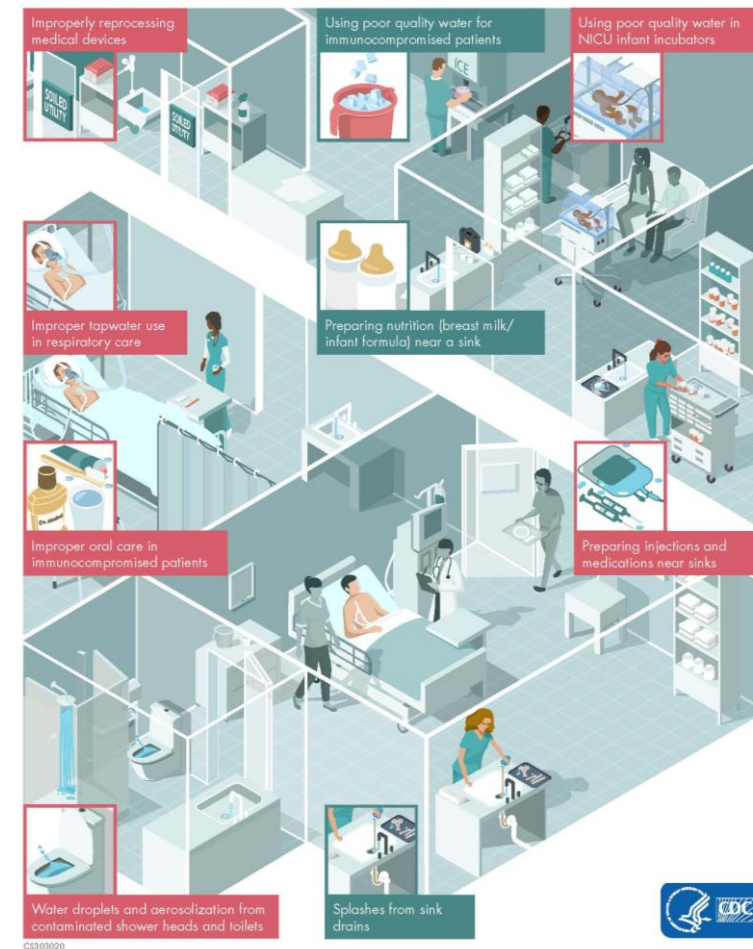 Improperly reprocessing
medical devices
SOILED
UTILITY
SOILED
UTILITY
Using poor quality water for
immunocompromised patients
ICE
Using poor quality water in
NICU infant incubators
Improper tapwater use
in respiratory care
Preparing nutrition (breast milk/
infant formula) near a sink
Improper oral care in
immunocompromised patients
Preparing injections and
medications near sinks
Water droplets and aerosolization from
contaminated shower heads and toilets
Splashes from sink
drains
CDC
CS303020